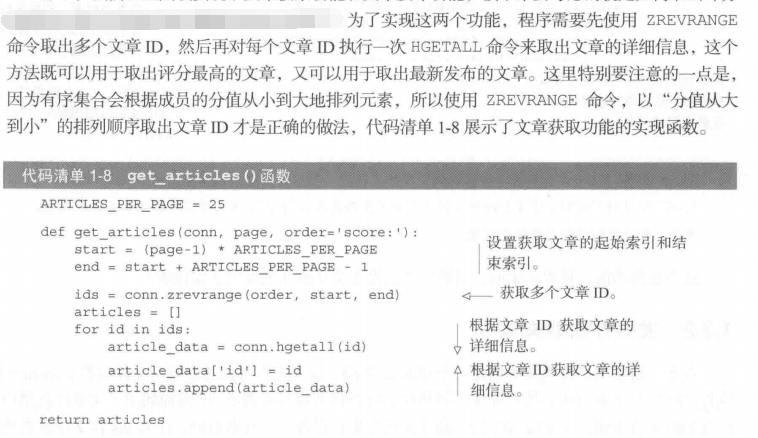 为了实现这两个功能，程序需要先使用 ZREVRANGE
命令取出多个文章 ID，然后再对每个文章 ID 执行一次 HGETALL 命令来取出文章的详细信息，这个
方法既可以用于取出评分最高的文章，又可以用于取出最新发布的文章。这里特别要注意的一点是，
因为有序集合会根据成员的分值从小到大地排列元素，所以使用 ZREVRANGE 命令，以“分值从大
到小”的排列顺序取出文章 ID 才是正确的做法，代码清单 1-8 展示了文章获取功能的实现函数。
代码清单 1-8 get_articles()函数
ARTICLES_PER_PAGE = 25
def get_articles(conn, page, order='score:'):
start = (page-1) * ARTICLES_PER_PAGE
end = start + ARTICLES_PER_PAGE - 1
设置获取文章的起始索引和结
束索引。
ids = conn.zrevrange(order, start, end)
获取多个文章 ID。
articles = []
for id in ids:
article_data = conn.hgetall(id)
根据文章 ID 获取文章的
详细信息。
article_data['id'] = id
articles.append(article_data)
根据文章 ID 获取文章的详
细信息。
return articles